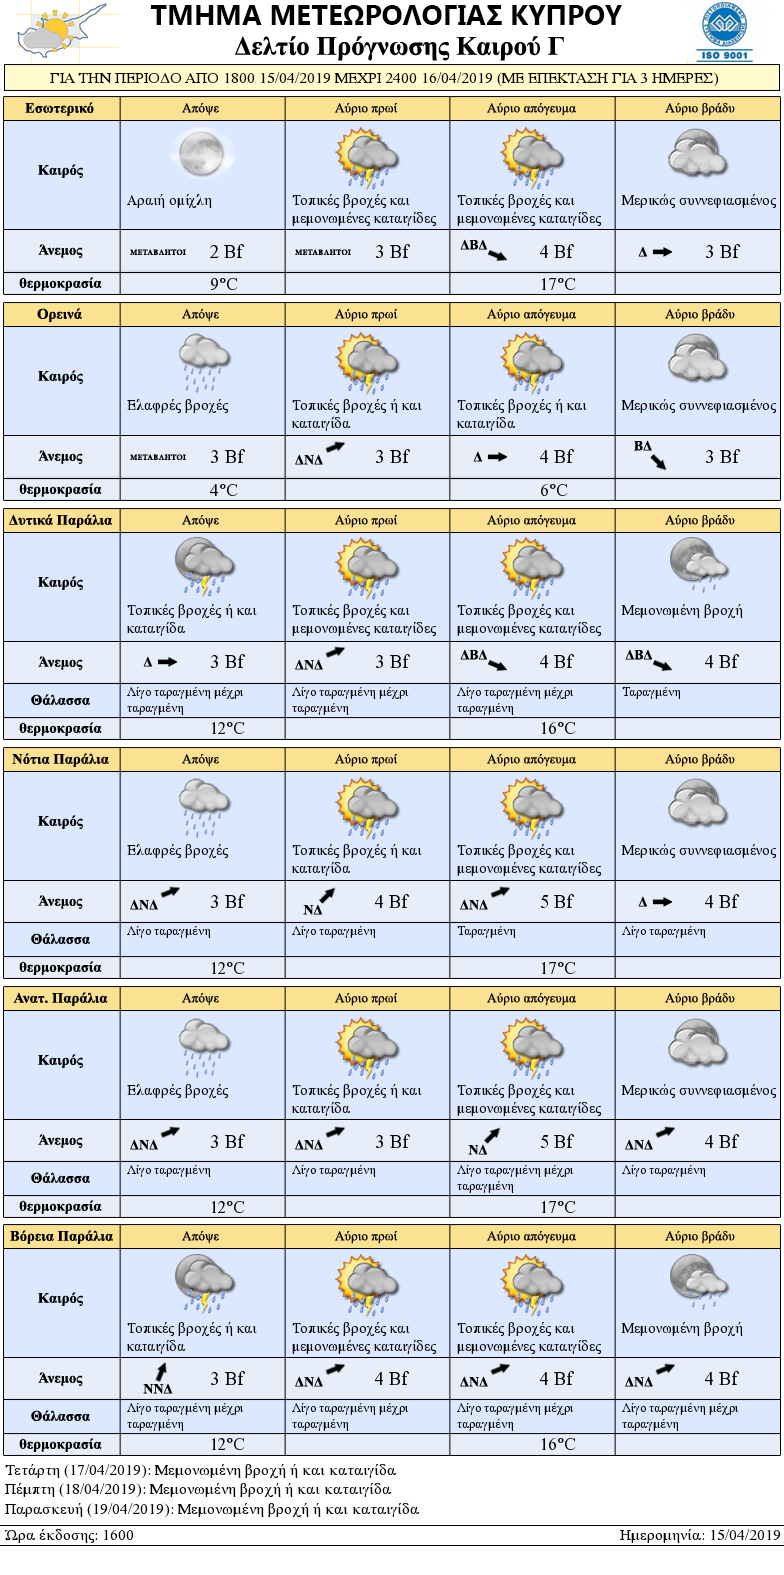 ΤΜΗΜΑ ΜΕΤΕΩΡΟΛΟΓΙΑΣ ΚΥΠΡΟΥ
Δελτίο Πρόγνωσης Καιρού Γ
ISO 9001
ΓΙΑ ΤΗΝ ΠΕΡΙΟΔΟ ΑΠΟ 1800 15/04/2019 ΜΕΧΡΙ 2400 16/04/2019 (ΜΕ ΕΠΕΚΤΑΣΗ ΓΙΑ 3 ΗΜΕΡΕΣ)
Εσωτερικό Απόψε Αύριο πρωί Αύριο απόγευμα Αύριο βράδυ
Καιρός
Αραιή ομίχλη Τοπικές βροχές και Τοπικές βροχές και Μερικώς συννεφιασμένος
μεμονωμένες καταιγίδες μεμονωμένες καταιγίδες
Άνεμος ΜΕΤΑΒΛΗΤΟΙ 2 Bf ΜΕΤΑΒΛΗΤΟΙ 3 Bf ΔΒΔ 4 Bf Δ 3 Bf
θερμοκρασία 9°C 17°C
Ορεινά Απόψε Αύριο πρωί Αύριο απόγευμα Αύριο βράδυ
Καιρός
Ελαφρές βροχές Τοπικές βροχές ή και Τοπικές βροχές ή και Μερικώς συννεφιασμένος
καταιγίδα καταιγίδα
Άνεμος ΜΕΤΑΒΛΗΤΟΙ 3 Bf ΔΝΔ 3 Bf Δ 4 Bf ΒΔ 3 Bf
θερμοκρασία 4°C 6°C
Δυτικά Παράλια Απόψε Αύριο πρωί Αύριο απόγευμα Αύριο βράδυ
Καιρός
Τοπικές βροχές ή και Τοπικές βροχές και Τοπικές βροχές και Μεμονωμένη βροχή
καταιγίδα μεμονωμένες καταιγίδες μεμονωμένες καταιγίδες
Άνεμος Δ 3 Bf ΔΝΔ 3 Bf ΔΒΔ 4 Bf ΔΒΔ 4 Bf
Θάλασσα Λίγο ταραγμένη μέχρι Λίγο ταραγμένη μέχρι Λίγο ταραγμένη μέχρι Ταραγμένη
ταραγμένη ταραγμένη ταραγμένη
θερμοκρασία 12°C 16°C
Νότια Παράλια Απόψε Αύριο πρωί Αύριο απόγευμα Αύριο βράδυ
Καιρός
Ελαφρές βροχές Τοπικές βροχές ή και Τοπικές βροχές και Μερικώς συννεφιασμένος
καταιγίδα μεμονωμένες καταιγίδες
Άνεμος ΔΝΔ 3 Bf ΝΔ 4 Bf ΔΝΔ 5 Bf Δ 4 Bf
Θάλασσα Λίγο ταραγμένη Λίγο ταραγμένη Ταραγμένη Λίγο ταραγμένη
θερμοκρασία 12°C 17°C
Ανατ. Παράλια Απόψε Αύριο πρωί Αύριο απόγευμα Αύριο βράδυ
Καιρός
Ελαφρές βροχές Τοπικές βροχές ή και Τοπικές βροχές και Μερικώς συννεφιασμένος
καταιγίδα μεμονωμένες καταιγίδες
Άνεμος ΔΝΔ 3 Bf ΔΝΔ 3 Bf ΝΔ 5 Bf ΔΝΔ 4 Bf
Θάλασσα Λίγο ταραγμένη Λίγο ταραγμένη Λίγο ταραγμένη μέχρι Λίγο ταραγμένη
ταραγμένη
θερμοκρασία 12°C 17°C
Βόρεια Παράλια Απόψε Αύριο πρωί Αύριο απόγευμα Αύριο βράδυ
Καιρός
Τοπικές βροχές ή και Τοπικές βροχές και Τοπικές βροχές και Μεμονωμένη βροχή
καταιγίδα μεμονωμένες καταιγίδες μεμονωμένες καταιγίδες
Άνεμος ΝΝΔ 3 Bf ΔΝΔ 4 Bf ΔΝΔ 4 Bf ΔΝΔ 4 Bf
Θάλασσα Λίγο ταραγμένη μέχρι Λίγο ταραγμένη μέχρι Λίγο ταραγμένη μέχρι Λίγο ταραγμένη μέχρι
ταραγμένη ταραγμένη ταραγμένη ταραγμένη
θερμοκρασία 12°C 16°C
Τετάρτη (17/04/2019): Μεμονωμένη βροχή ή και καταιγίδα
Πέμπτη (18/04/2019): Μεμονωμένη βροχή ή και καταιγίδα
Παρασκευή (19/04/2019): Μεμονωμένη βροχή ή και καταιγίδα
Ώρα έκδοσης: 1600 Ημερομηνία: 15/04/2019